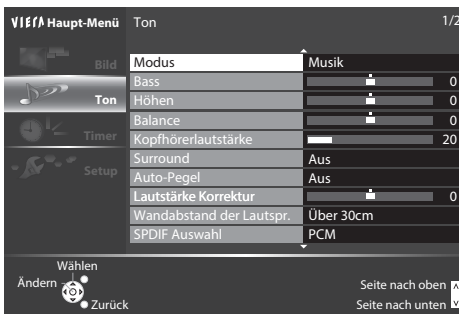 VIERA Haupt-Menü Ton 1/2
Bild
Ton
Timer
Setup
Modus Musik
Bass 0
Höhen 0
Balance 0
Kopfhörerlautstärke 20
Surround Aus
Auto-Pegel Aus
Lautstärke Korrektur 0
Wandabstand der Lautspr. Über 30cm
SPDIF Auswahl PCM
Wählen
Ändern
Zurück
Seite nach oben
Seite nach unten